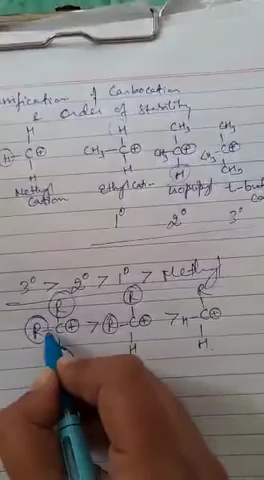 of Carbocation
& order of stability
H H CH₃ CH₃
H–C⊕ CH₃–C⊕ CH₃–C⊕ CH₃–C⊕
H H H CH₃
Methyl Ethyl cation isopropyl t-but
Cation
1° 2° 3°
3° > 2° > 1° > Methyl
R R R
R–C⊕ > R–C⊕ > H–C⊕
H H